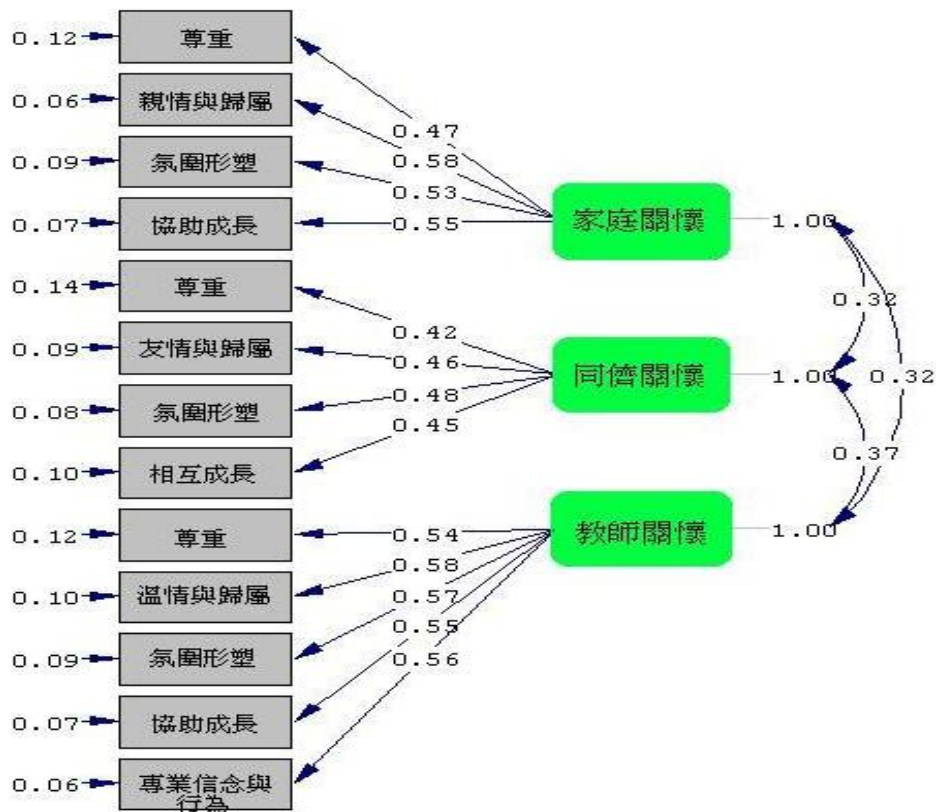 0.12 尊重
0.06 親情與歸屬
0.47
0.58
0.09 氛圍形塑
0.53
0.07 協助成長
0.55
家庭關懷 1.00
0.14 尊重
0.32
0.42
0.09 友情與歸屬
0.46
同儕關懷 1.00 0.32
0.48
0.08 氛圍形塑
0.45
0.37
0.10 相互成長
0.12 尊重
0.54
教師關懷 1.00
0.58
0.10 溫情與歸屬
0.57
0.55
0.09 氛圍形塑
0.56
0.07 協助成長
0.06 專業信念與
行為